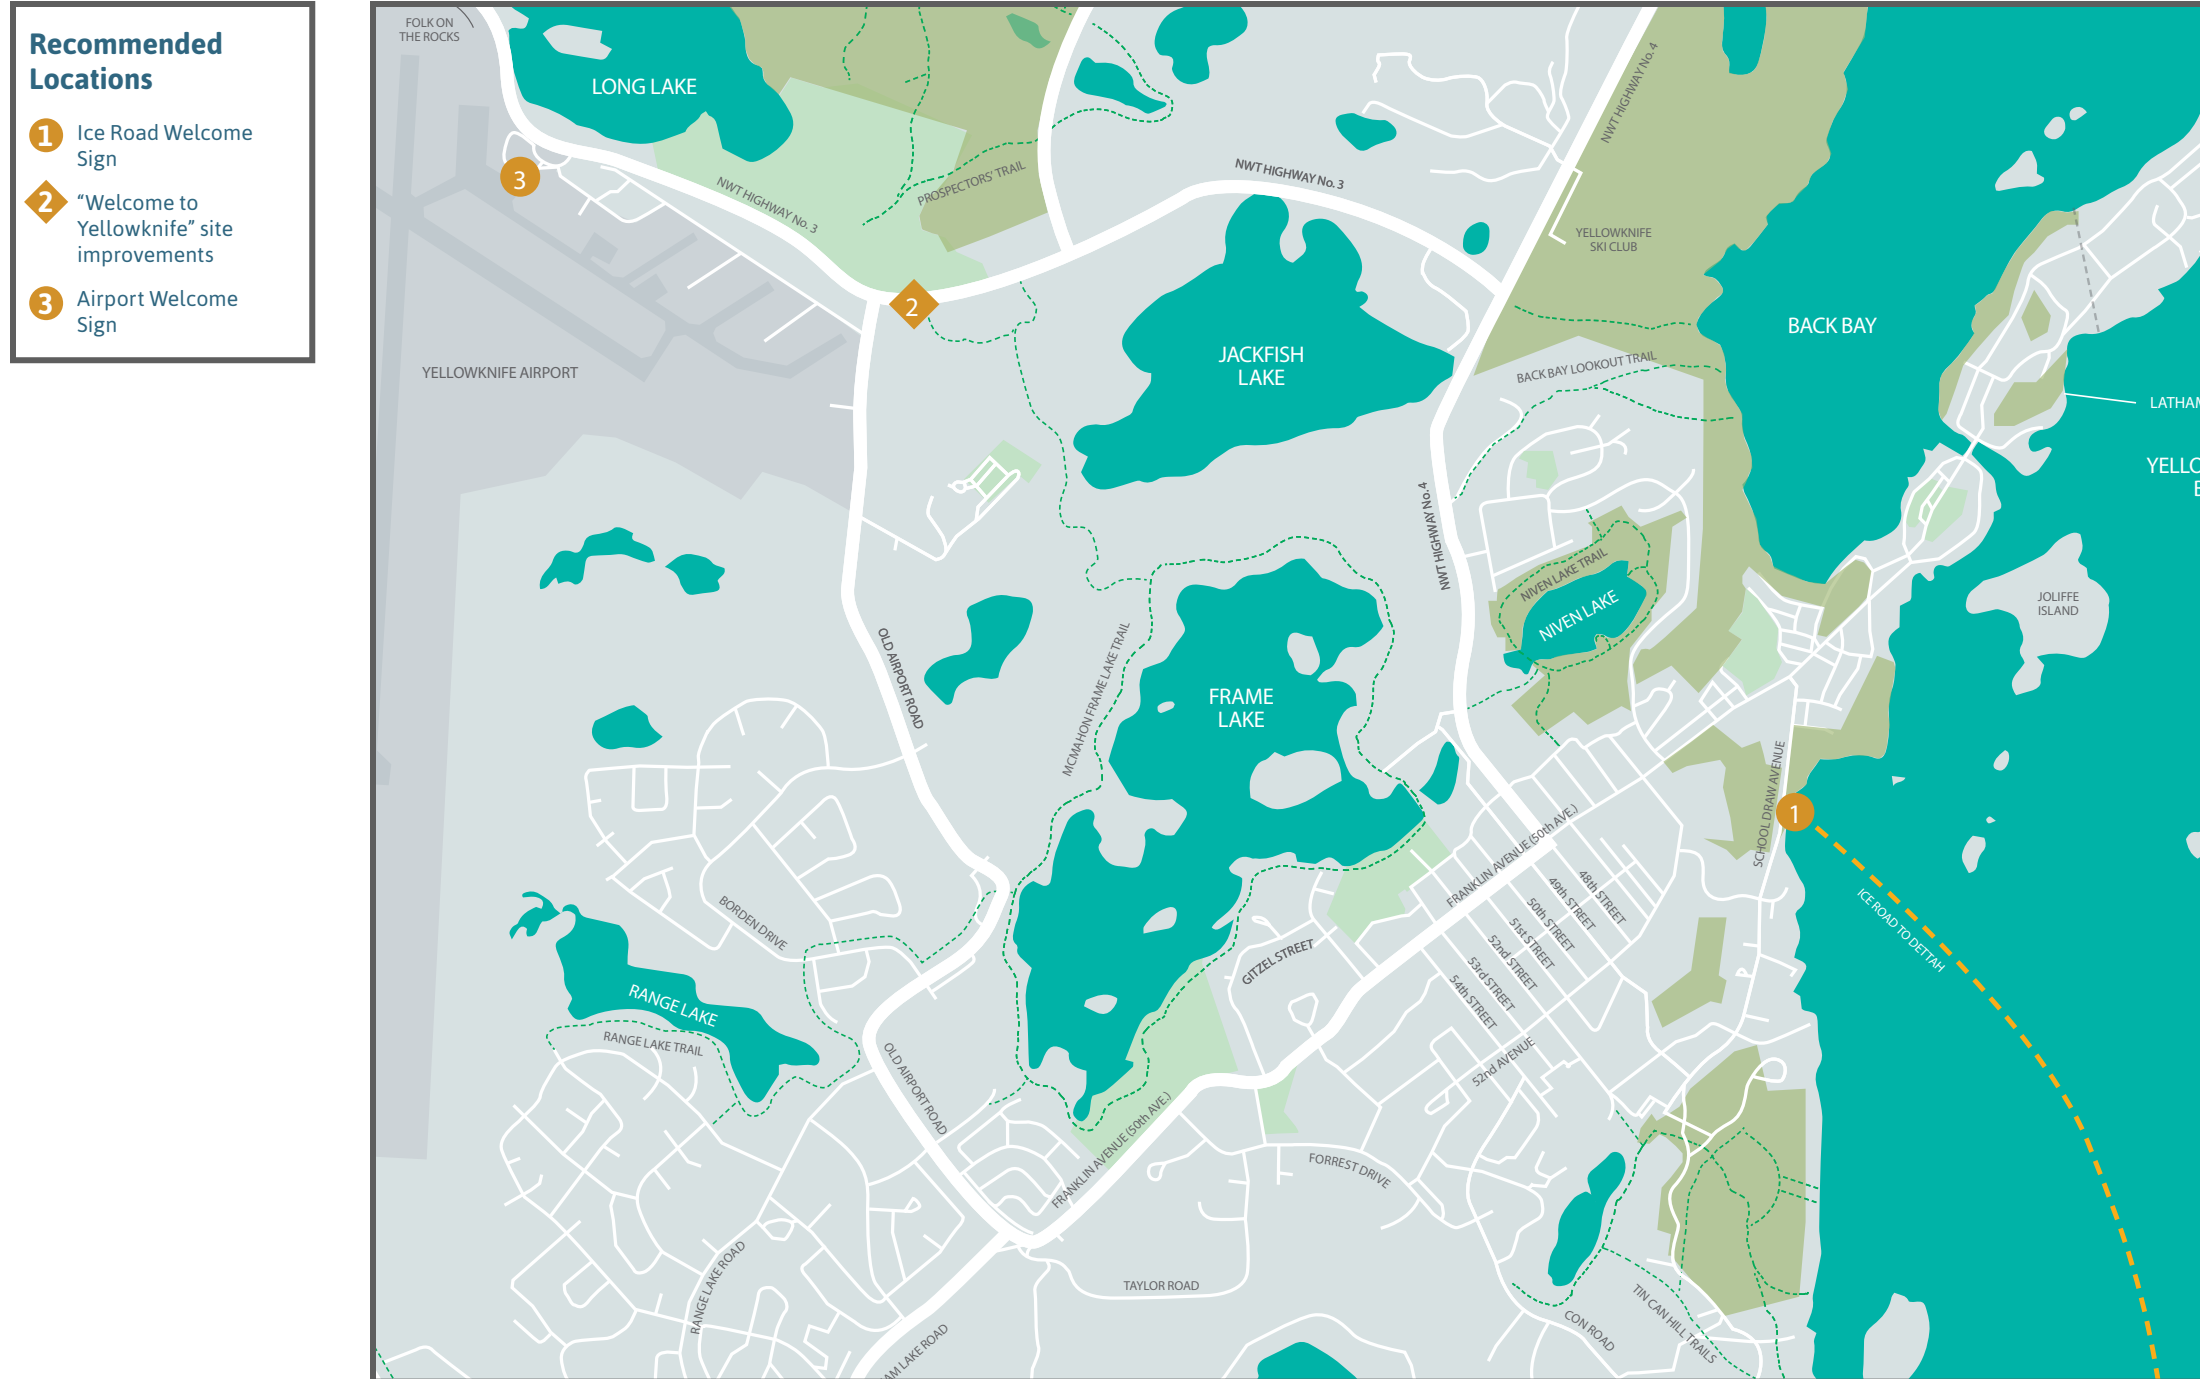 Recommended
Locations
1
Ice Road Welcome
Sign
2
“Welcome to
Yellowknife” site
improvements
3
Airport Welcome
Sign
FOLK ON
THE ROCKS
LONG LAKE
3
NWT HIGHWAY No. 3
PROSPECTORS’ TRAIL
NWT HIGHWAY No. 3
NWT HIGHWAY No. 4
YELLOWKNIFE
SKI CLUB
2
BACK BAY
JACKFISH
LAKE
YELLOWKNIFE AIRPORT
BACK BAY LOOKOUT TRAIL
LATHAM
YELLO
NWT HIGHWAY No. 4
NIVEN LAKE TRAIL
NIVEN LAKE
JOLIFFE
ISLAND
OLD AIRPORT ROAD
MCMAHON FRAME LAKE TRAIL
FRAME
LAKE
SCHOOL DRAW AVENUE
1
FRANKLIN AVENUE (50th AVE.)
48th STREET
49th STREET
50th STREET
51st STREET
52nd STREET
53rd STREET
54th STREET
ICE ROAD TO DETTAH
BORDEN DRIVE
GITZEL STREET
RANGE LAKE
RANGE LAKE TRAIL
52nd AVENUE
OLD AIRPORT ROAD
FRANKLIN AVENUE (50th AVE.)
FORREST DRIVE
RANGE LAKE ROAD
TAYLOR ROAD
CON ROAD
TIN CAN HILL TRAILS
AM LAKE ROAD